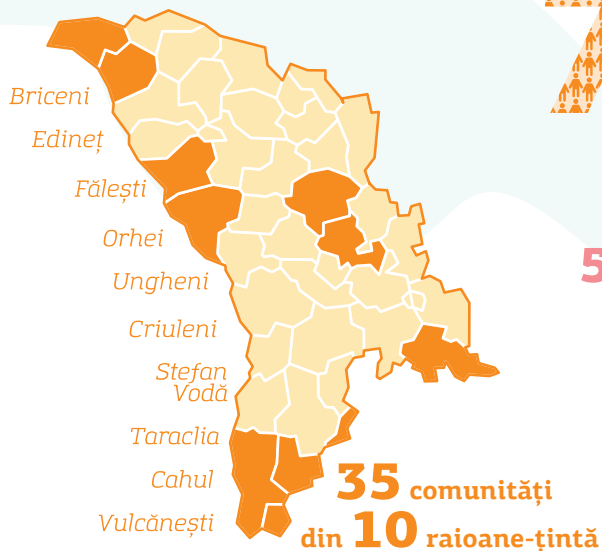 Briceni
Edineț
Fălești
Orhei
Ungheni
Criuleni
Stefan
Vodă
Taraclia
Cahul
Vulcănești
35 comunități
din 10 raioane-țintă